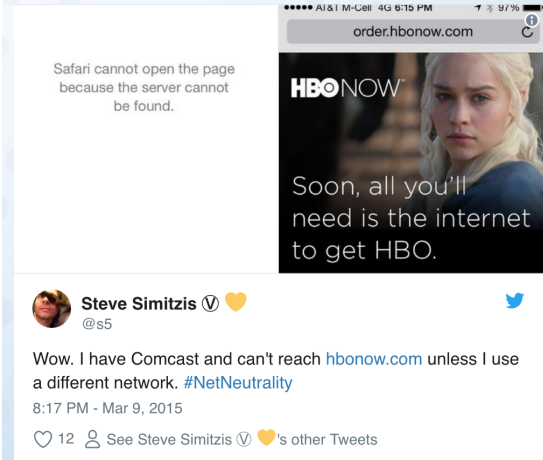 ●●●●● AT&T M-Cell 4G 6:15 PM 97%
order.hbonow.com
Safari cannot open the page
because the server cannot
be found.
HBO NOW
Soon, all you'll
need is the internet
to get HBO.
Steve Simitzis Ⓥ 💛
@s5
Wow. I have Comcast and can't reach hbonow.com unless I use
a different network. #NetNeutrality
8:17 PM - Mar 9, 2015
12 See Steve Simitzis Ⓥ 💛's other Tweets